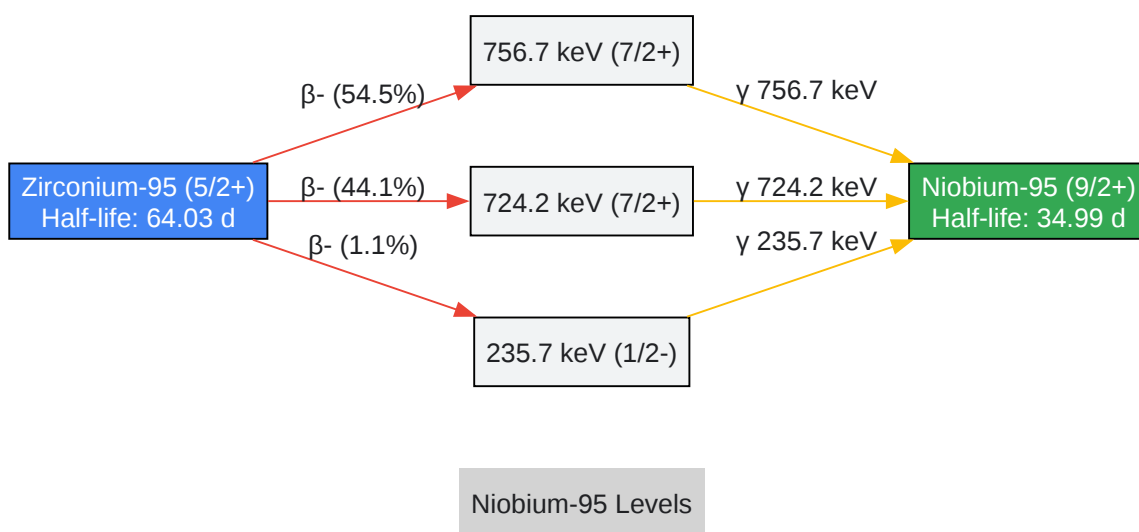 756.7 keV (7/2+)
β- (54.5%)
γ 756.7 keV
Zirconium-95 (5/2+)
Half-life: 64.03 d
β- (44.1%)
724.2 keV (7/2+)
γ 724.2 keV
Niobium-95 (9/2+)
Half-life: 34.99 d
β- (1.1%)
γ 235.7 keV
235.7 keV (1/2-)
Niobium-95 Levels